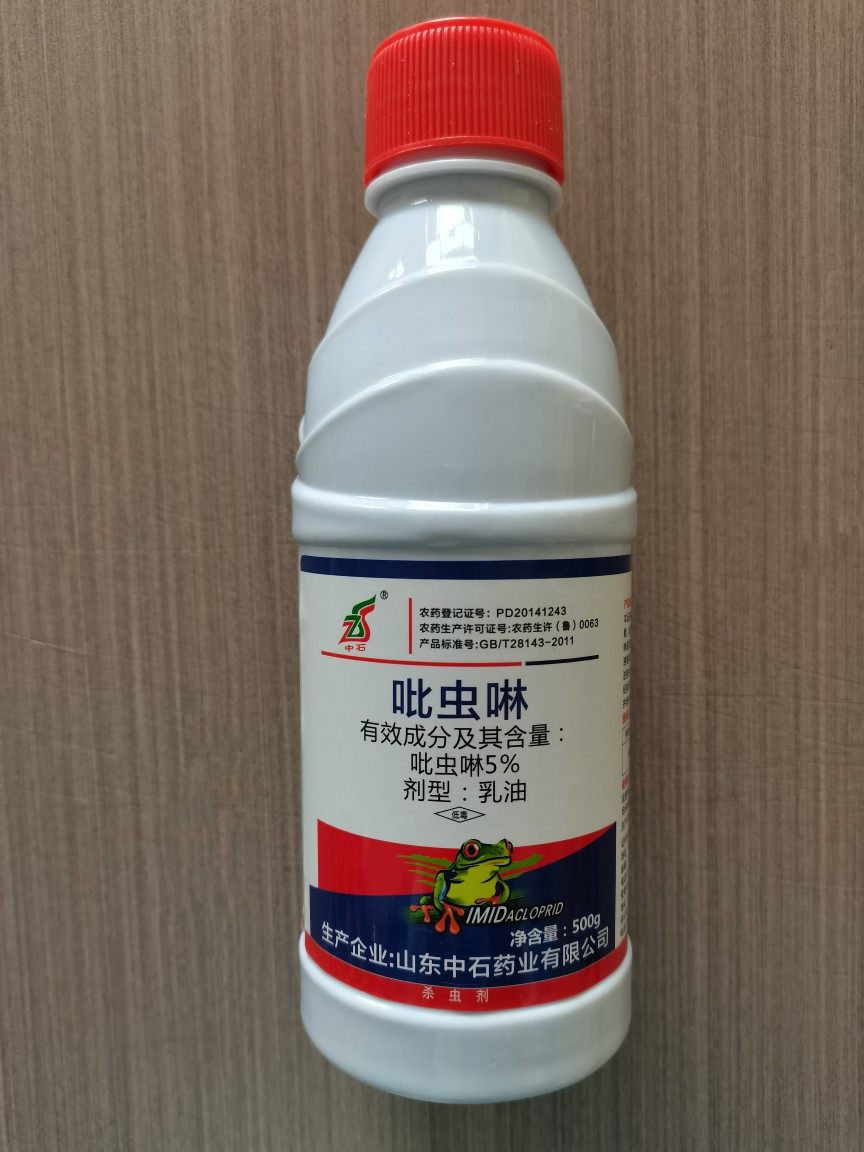 ®
中石
农药登记证号：PD20141243
农药生产许可证号:农药生许（鲁）0063
产品标准号:GB/T28143-2011
吡虫啉
有效成分及其含量：
吡虫啉5%
剂型：乳油
低毒
IMIDACLOPRID
净含量：500g
生产企业:山东中石药业有限公司
杀虫剂